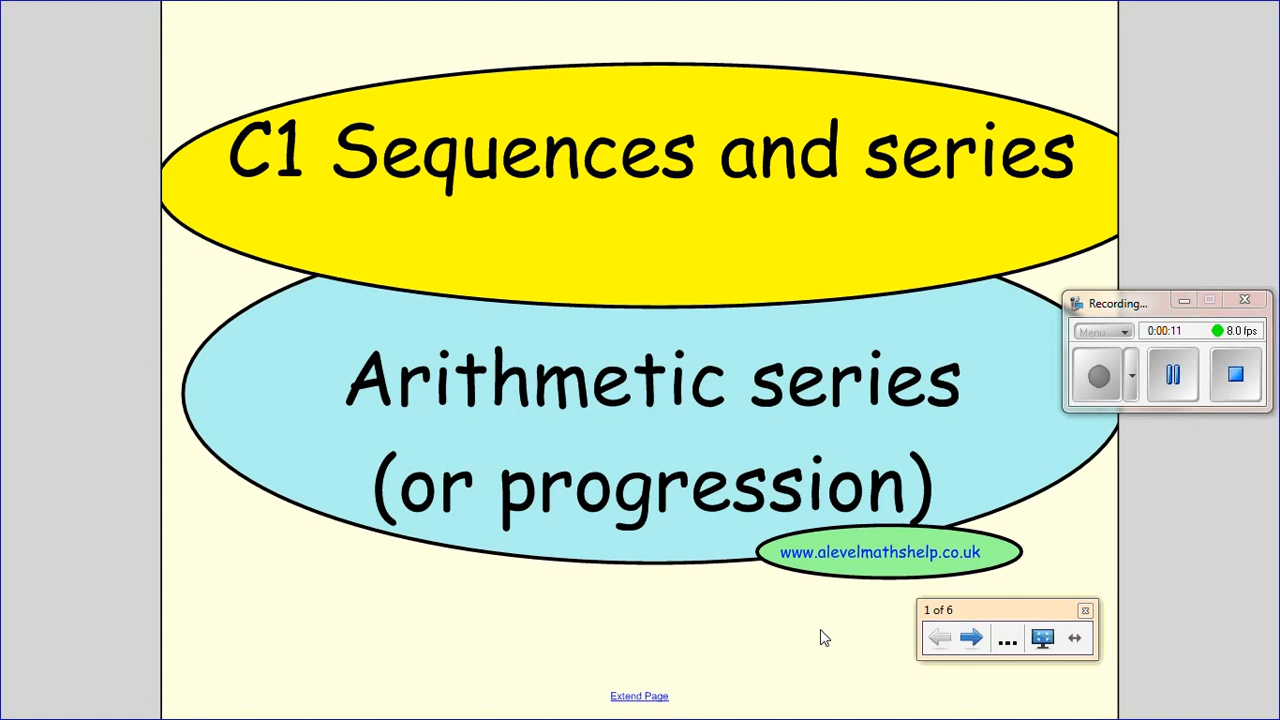 C1 Sequences and series
Arithmetic series
(or progression)
www.alevelmathshelp.co.uk
Recording...
Menu
0:00:11
8.0 fps
1 of 6
...
Extend Page